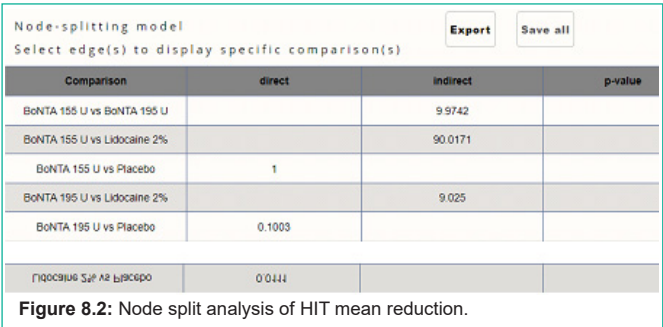 Node-splitting model
Export
Save all
Select edge(s) to display specific comparison(s)
Comparison direct indirect p-value
BoNTA 155 U vs BoNTA 195 U 9.9742
BoNTA 155 U vs Lidocaine 2% 90.0171
BoNTA 155 U vs Placebo 1
BoNTA 195 U vs Lidocaine 2% 9.025
BoNTA 195 U vs Placebo 0.1003
Lidocaine 2% vs Placebo 0.0111
Figure 8.2: Node split analysis of HIT mean reduction.